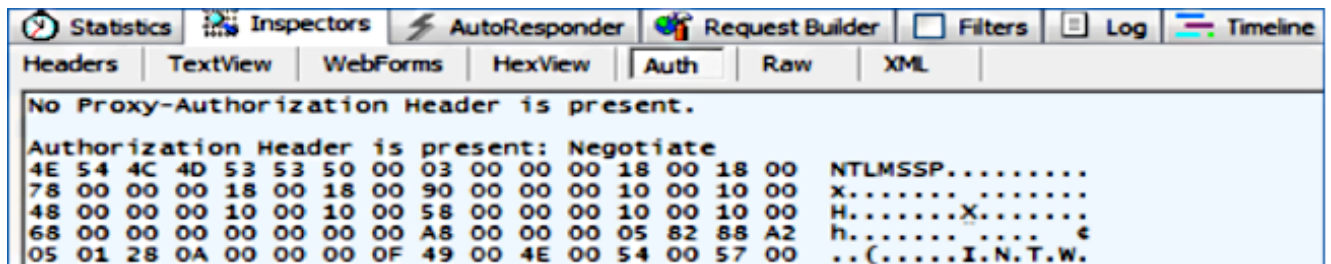 Statistics Inspectors AutoResponder Request Builder Filters Log Timeline
Headers TextView WebForms HexView Auth Raw XML
No Proxy-Authorization Header is present.
Authorization Header is present: Negotiate
4E 54 4C 4D 53 53 50 00 03 00 00 00 18 00 18 00 NTLMSSP.........
78 00 00 00 18 00 18 00 90 00 00 00 10 00 10 00 x....... .......
48 00 00 00 10 00 10 00 58 00 00 00 10 00 10 00 H.......X.......
68 00 00 00 00 00 00 00 A8 00 00 00 05 82 88 A2 h....... .... ¢
05 01 28 0A 00 00 00 0F 49 00 4E 00 54 00 57 00 ..(.....I.N.T.W.